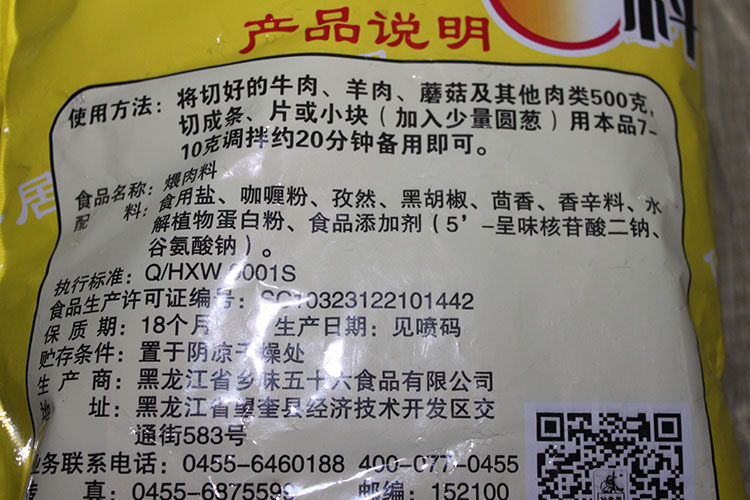 料
产品说明
使用方法：将切好的牛肉、羊肉、蘑菇及其他肉类500克，
切成条、片或小块（加入少量圆葱）用本品7-
10克调拌约20分钟备用即可。
居
食品名称：煨肉料
配 料：食用盐、咖喱粉、孜然、黑胡椒、茴香、香辛料、水
解植物蛋白粉、食品添加剂（5’-呈味核苷酸二钠、
谷氨酸钠）。
执行标准：Q/HXW 0001S
食品生产许可证编号：SC10323122101442
保 质 期：18个月 生产日期：见喷码
贮存条件：置于阴凉干燥处
生 产 商：黑龙江省乡味五十六食品有限公司
地 址：黑龙江省望奎县经济技术开发区交
通街583号
业务联系电话：0455-6460188 400-077-0455
传 真：0455-6375599 邮编：152100